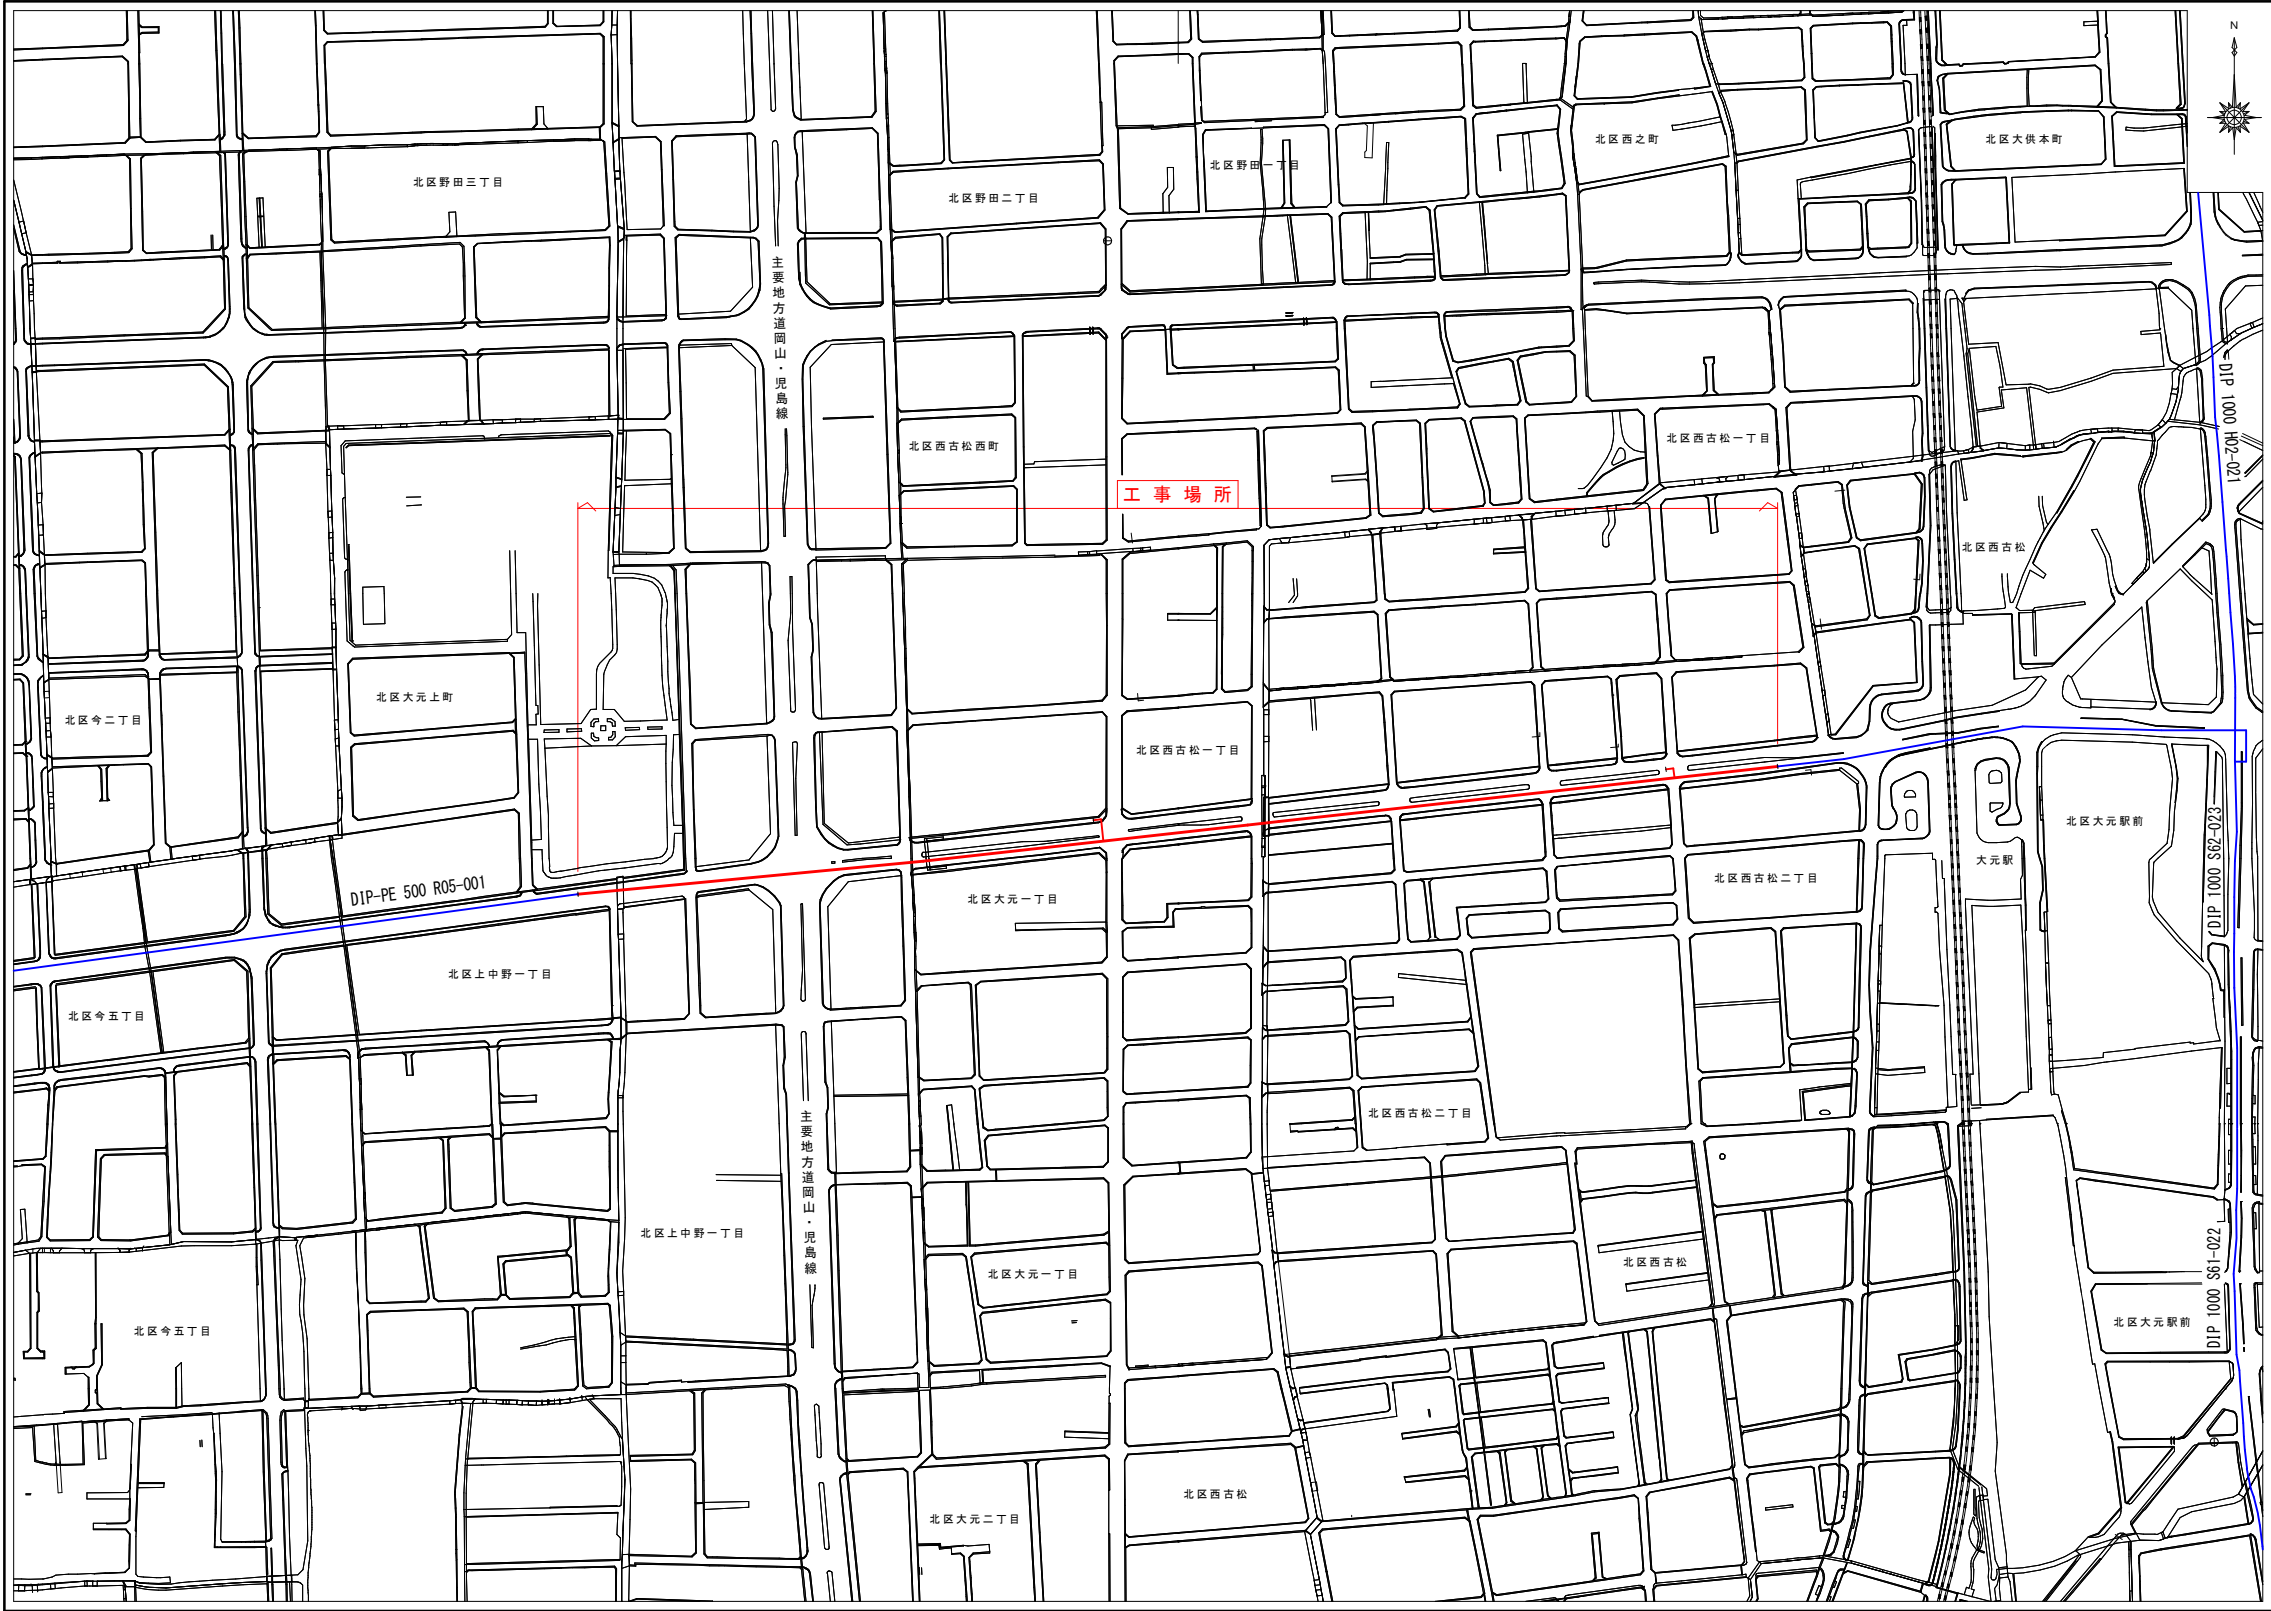 N
北区西之町
北区大供本町
北区野田一丁目
北区野田三丁目
北区野田二丁目
主要地方道岡山・児島線
DIP 1000 H02-021
北区西古松西町
北区西古松一丁目
工事場所
北区西古松
北区大元上町
北区今二丁目
北区西古松一丁目
北区大元駅前
大元駅
DIP 1000 S62-023
北区西古松二丁目
DIP-PE 500 R05-001
北区大元一丁目
北区上中野一丁目
北区今五丁目
北区西古松二丁目
主要地方道岡山・児島線
北区上中野一丁目
北区西古松
北区大元一丁目
DIP 1000 S61-022
北区大元駅前
北区今五丁目
北区西古松
北区大元二丁目